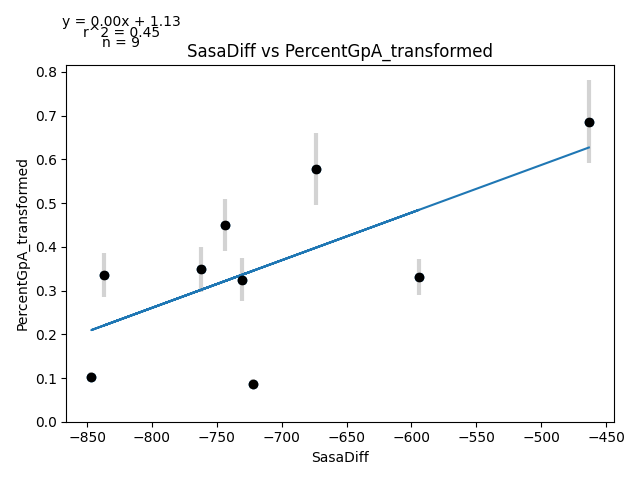 y = 0.00x + 1.13
r^2 = 0.45
n = 9
SasaDiff vs PercentGpA_transformed
PercentGpA_transformed
0.8
0.7
0.6
0.5
0.4
0.3
0.2
0.1
0.0
−850 −800 −750 −700 −650 −600 −550 −500 −450
SasaDiff